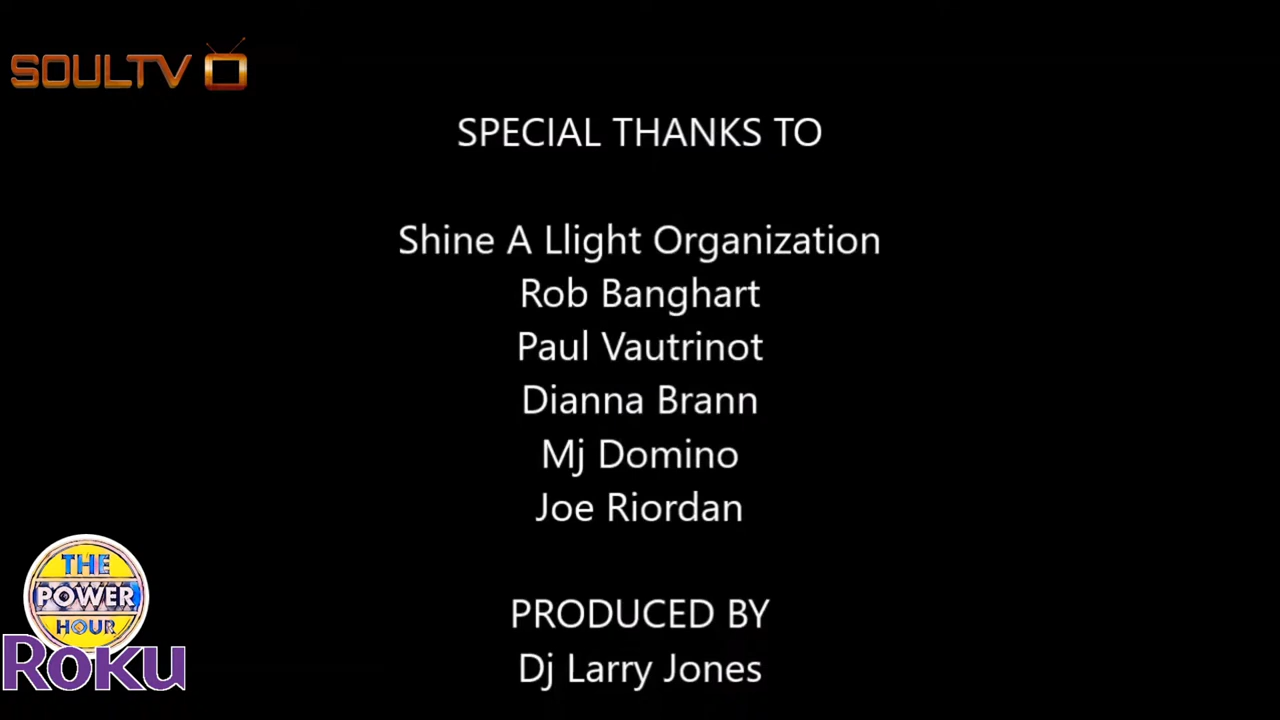 SOULTV
SPECIAL THANKS TO
Shine A Llight Organization
Rob Banghart
Paul Vautrinot
Dianna Brann
Mj Domino
Joe Riordan
PRODUCED BY
Dj Larry Jones
THE
POWER
HOUR
ROKU